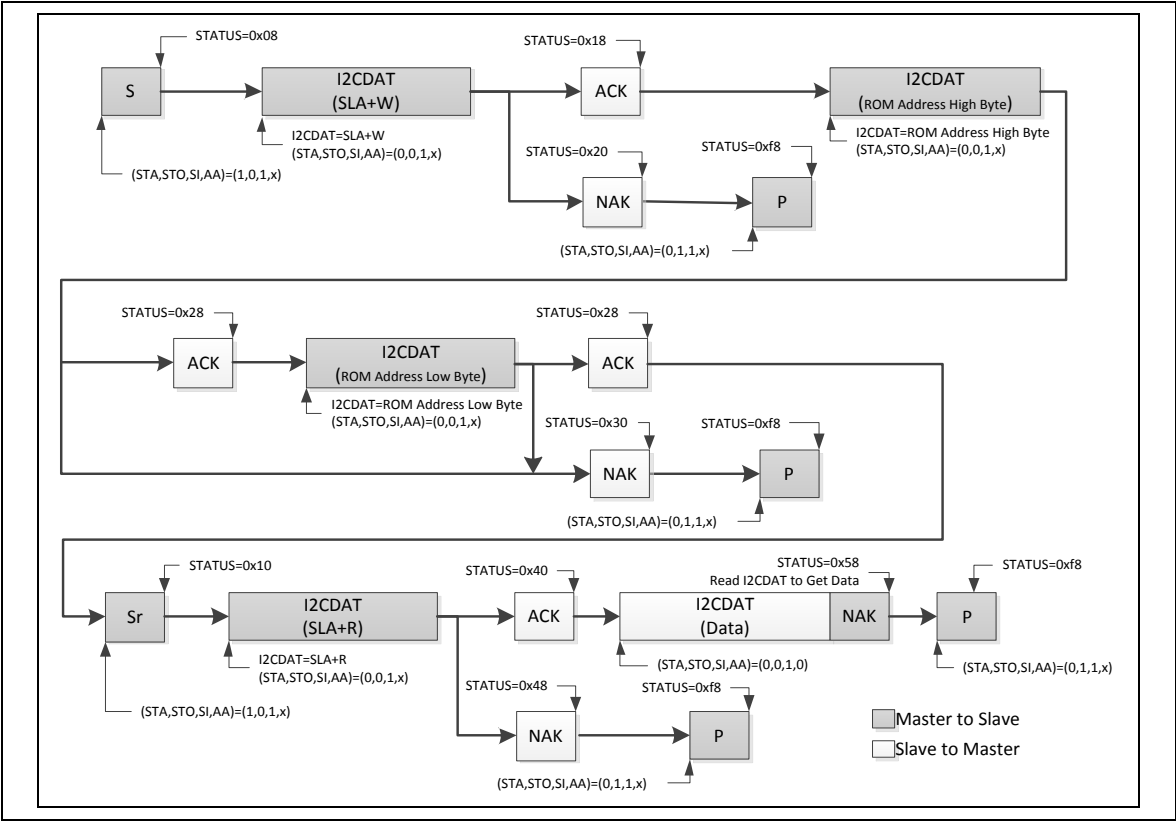 STATUS=0x08
S
(STA,STO,SI,AA)=(1,0,1,x)
I2CDAT
(SLA+W)
I2CDAT=SLA+W
(STA,STO,SI,AA)=(0,0,1,x)
STATUS=0x18
ACK
STATUS=0x20
NAK
STATUS=0xf8
P
(STA,STO,SI,AA)=(0,1,1,x)
I2CDAT
(ROM Address High Byte)
I2CDAT=ROM Address High Byte
(STA,STO,SI,AA)=(0,0,1,x)
STATUS=0x28
ACK
I2CDAT
(ROM Address Low Byte)
I2CDAT=ROM Address Low Byte
(STA,STO,SI,AA)=(0,0,1,x)
STATUS=0x28
ACK
STATUS=0x30
NAK
STATUS=0xf8
P
(STA,STO,SI,AA)=(0,1,1,x)
STATUS=0x10
Sr
(STA,STO,SI,AA)=(1,0,1,x)
I2CDAT
(SLA+R)
I2CDAT=SLA+R
(STA,STO,SI,AA)=(0,0,1,x)
STATUS=0x40
ACK
STATUS=0x58
Read I2CDAT to Get Data
I2CDAT
(Data)
NAK
(STA,STO,SI,AA)=(0,0,1,0)
STATUS=0xf8
P
(STA,STO,SI,AA)=(0,1,1,x)
STATUS=0x48
NAK
STATUS=0xf8
P
(STA,STO,SI,AA)=(0,1,1,x)
Master to Slave
Slave to Master